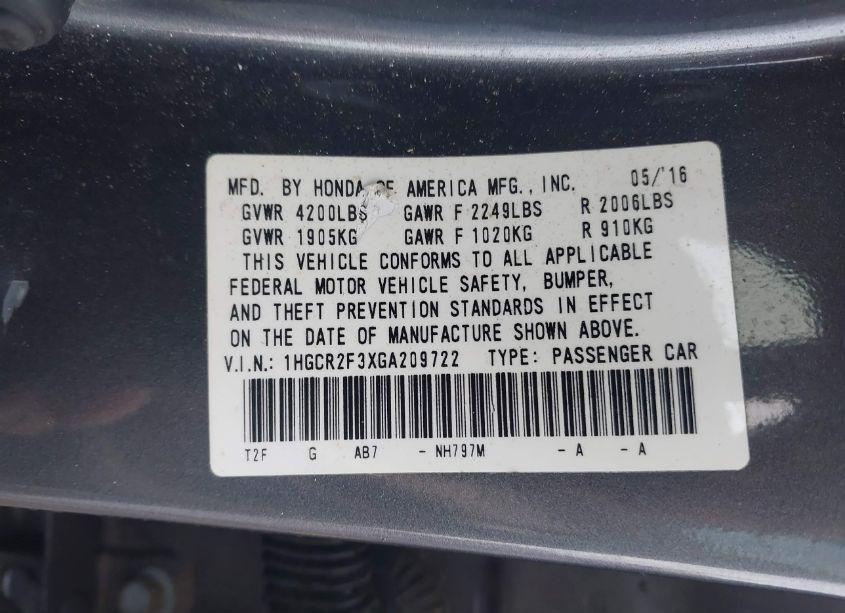 MFD. BY HONDA OF AMERICA MFG., INC. 05/'16
GVWR 4200LBS GAWR F 2249LBS R 2006LBS
GVWR 1905KG GAWR F 1020KG R 910KG
THIS VEHICLE CONFORMS TO ALL APPLICABLE
FEDERAL MOTOR VEHICLE SAFETY, BUMPER,
AND THEFT PREVENTION STANDARDS IN EFFECT
ON THE DATE OF MANUFACTURE SHOWN ABOVE.
V.I.N.: 1HGCR2F3XGA209722 TYPE: PASSENGER CAR
T2F G AB7 - NH797M - A - A